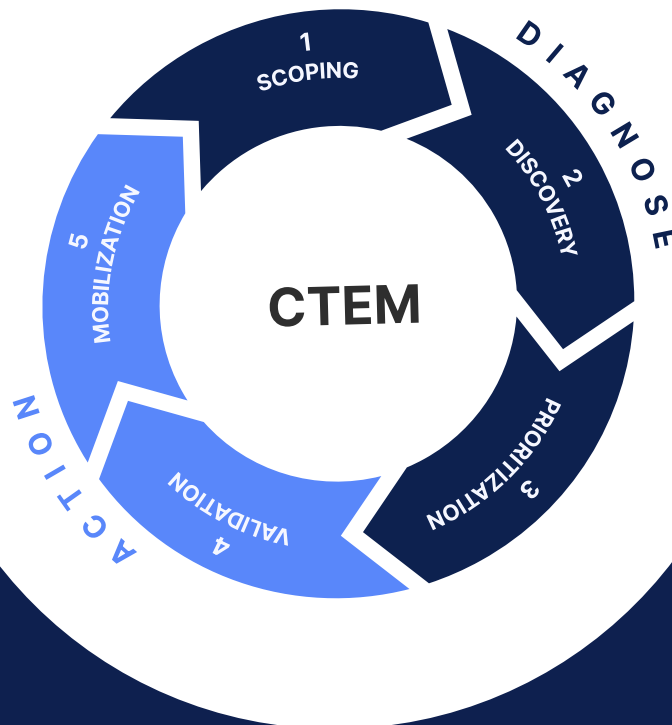 1
SCOPING
2
DISCOVERY
3
PRIORITIZATION
4
VALIDATION
5
MOBILIZATION
CTEM
DIAGNOSE
ACTION